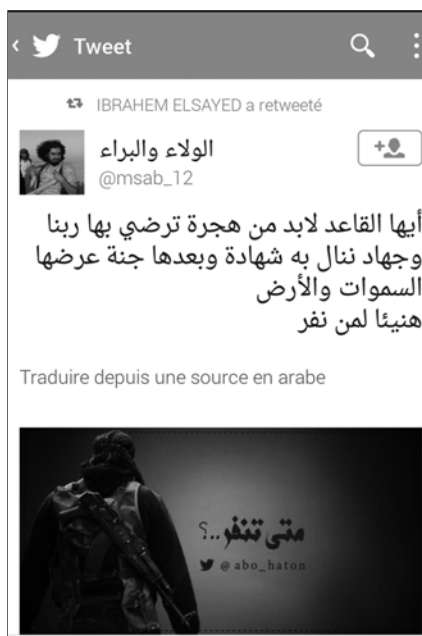 Tweet
IBRAHEM ELSAYED a retweeté
الولاء والبراء
@msab_12
أيها القاعد لابد من هجرة ترضي بها ربنا
وجهاد ننال به شهادة وبعدها جنة عرضها
السموات والأرض
هنيئا لمن نفر
Traduire depuis une source en arabe
متى تنفر..؟
@abo_haton